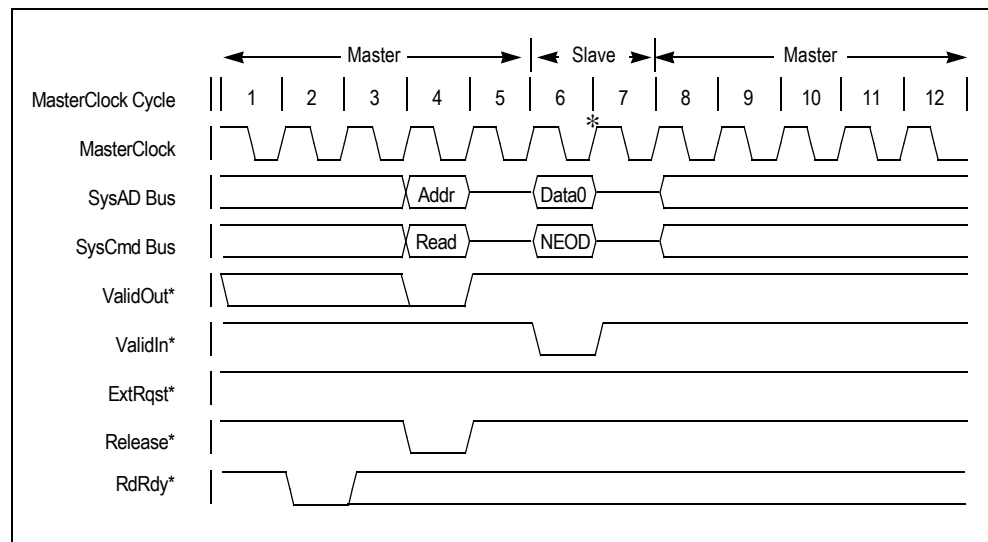 Master Slave Master
MasterClock Cycle 1 2 3 4 5 6 7 8 9 10 11 12
*
MasterClock
SysAD Bus Addr Data0
SysCmd Bus Read NEOD
ValidOut*
ValidIn*
ExtRqst*
Release*
RdRdy*